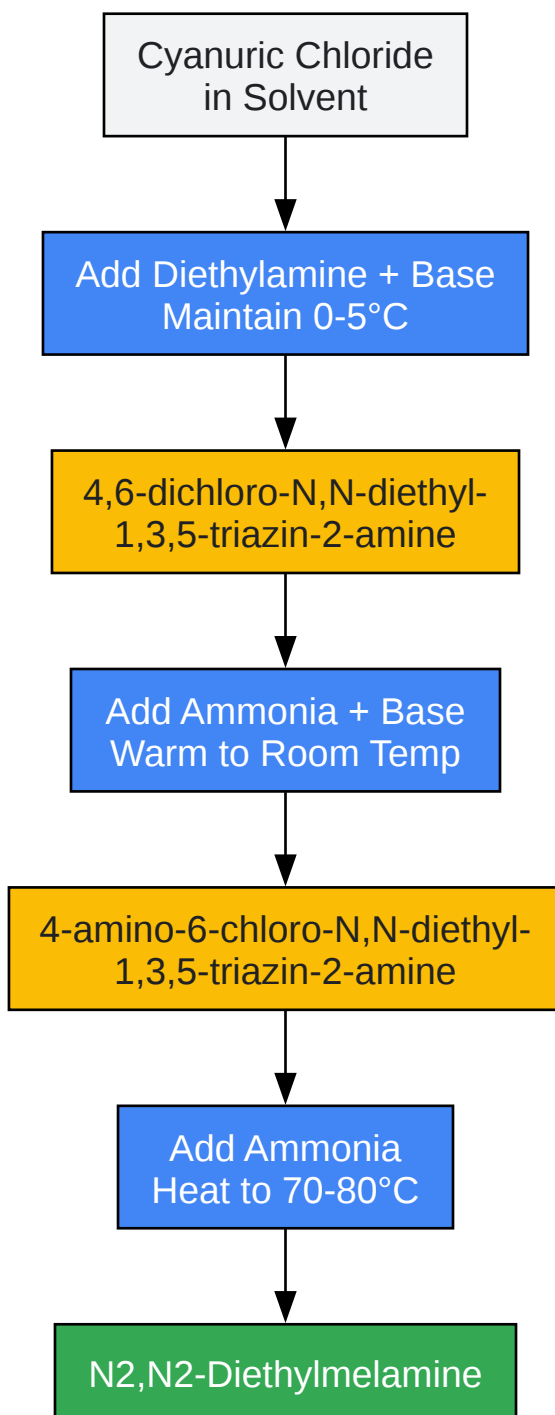 Cyanuric Chloride
in Solvent
Add Diethylamine + Base
Maintain 0-5°C
4,6-dichloro-N,N-diethyl-
1,3,5-triazin-2-amine
Add Ammonia + Base
Warm to Room Temp
4-amino-6-chloro-N,N-diethyl-
1,3,5-triazin-2-amine
Add Ammonia
Heat to 70-80°C
N2,N2-Diethylmelamine